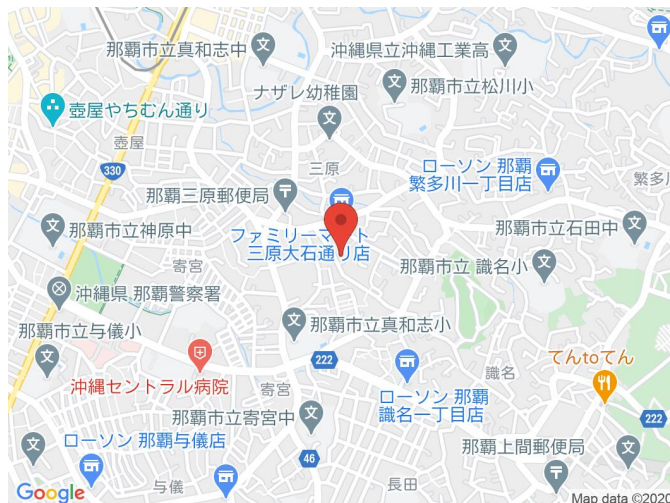 那覇市立真和志中
沖縄県立沖縄工業高
ナザレ幼稚園
那覇市立松川小
壺屋やちむん通り
壺屋
三原
ローソン 那覇
繁多川一丁目店
繁多
330
那覇三原郵便局
那覇市立神原中
ファミリーマート
三原大石通り店
那覇市立石田中
寄宮
那覇市立 識名小
沖縄県 那覇警察署
那覇市立与儀小
那覇市立真和志小
222
てんtoてん
沖縄セントラル病院
識名
寄宮
ローソン 那覇
識名一丁目店
222
那覇市立寄宮中
ローソン 那覇与儀店
46
那覇上間郵便局
与儀
長田
Google
Map data ©2020